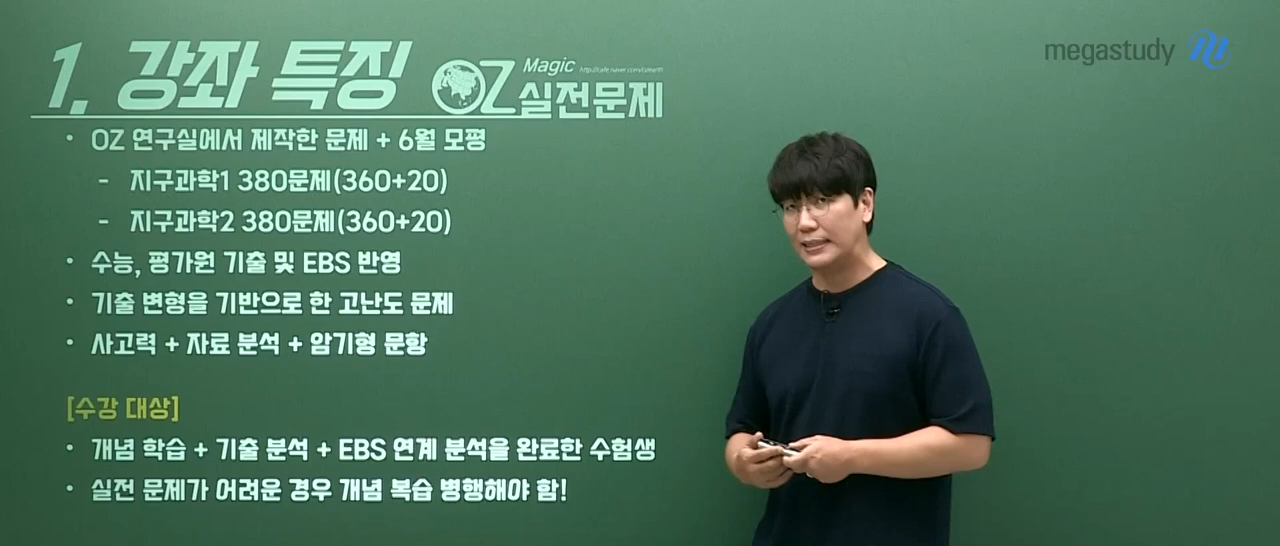 1. 강좌 특징
OZ Magic 실전문제
megastudy
• OZ 연구실에서 제작한 문제 + 6월 모평
- 지구과학1 380문제(360+20)
- 지구과학2 380문제(360+20)
• 수능, 평가원 기출 및 EBS 반영
• 기출 변형을 기반으로 한 고난도 문제
• 사고력 + 자료 분석 + 암기형 문항
[수강 대상]
• 개념 학습 + 기출 분석 + EBS 연계 분석을 완료한 수험생
• 실전 문제가 어려운 경우 개념 복습 병행해야 함!